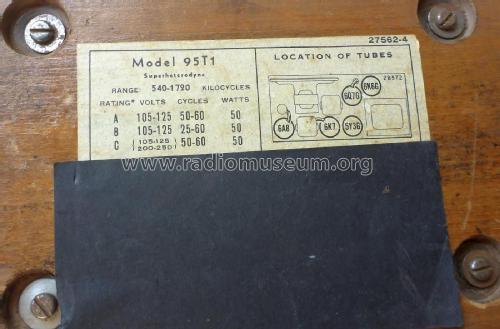 27562-4
Model 95T1
Superheterodyne
RANGE 540-1720 KILOCYCLES
RATING* VOLTS CYCLES WATTS
A 105-125 50-60 50
B 105-125 25-60 50
C (105-125 200-250) 50-60 50
LOCATION OF TUBES
28572
6K6G
6Q7G
6A8
6K7
5Y3G
www.radiomuseum.org